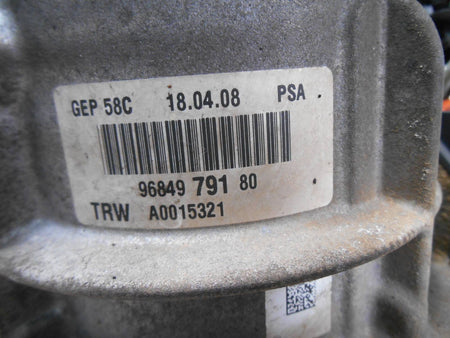 GEP 58C 18.04.08 PSA
96849 791 80
TRW A0015321